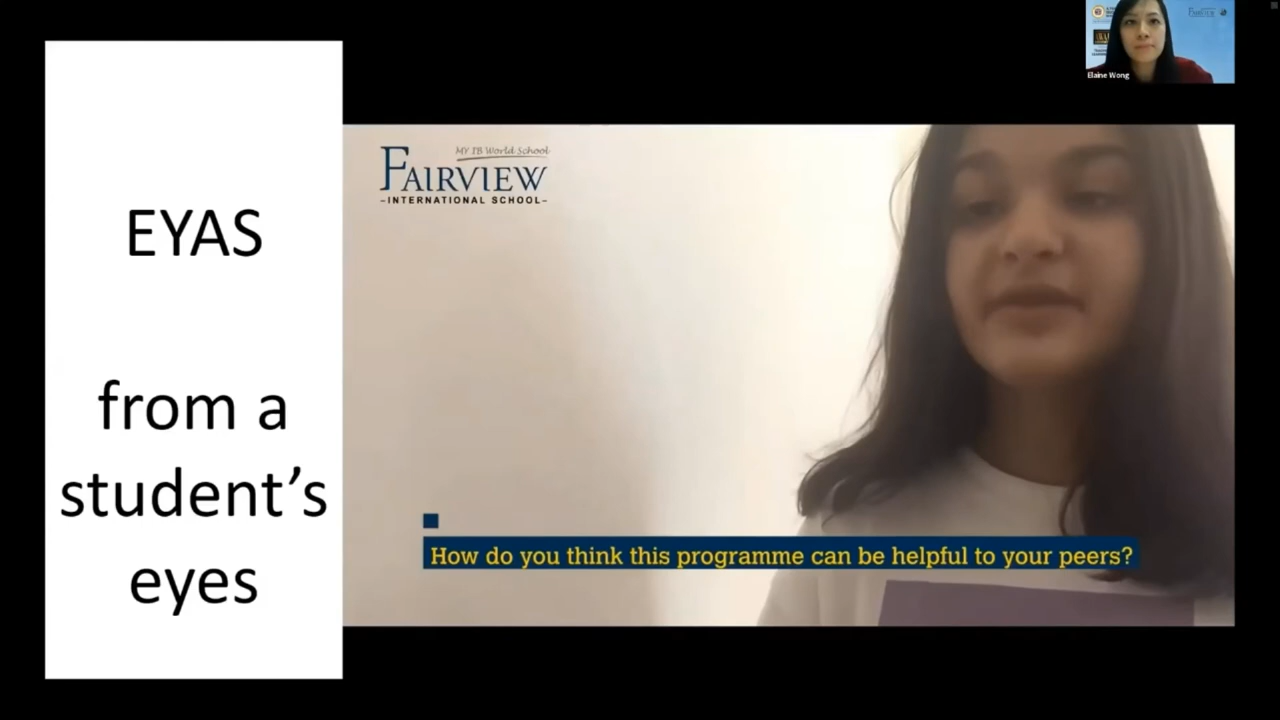 EYAS
from a
student's
eyes
MY IB World School
FAIRVIEW
–INTERNATIONAL SCHOOL–
How do you think this programme can be helpful to your peers?
Elaine Wong
FAIRVIEW